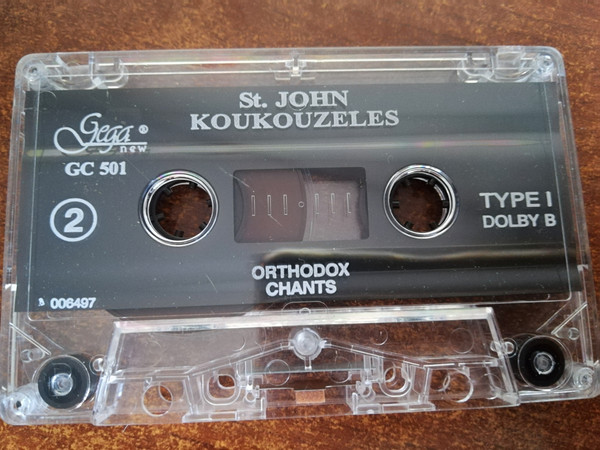 St. JOHN
KOUKOUZELES
Gega ®
new
GC 501
2
TYPE I
DOLBY B
ORTHODOX
CHANTS
006497